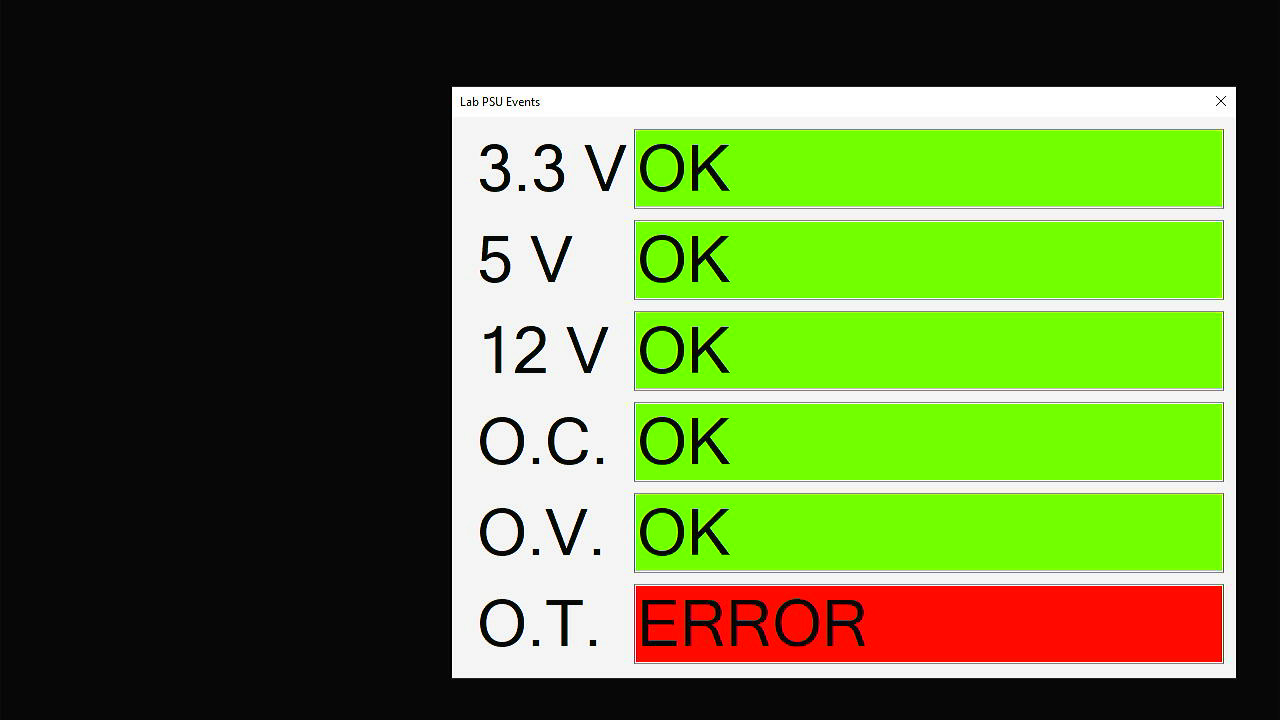 Lab PSU Events
3.3 V OK
5 V OK
12 V OK
O.C. OK
O.V. OK
O.T. ERROR